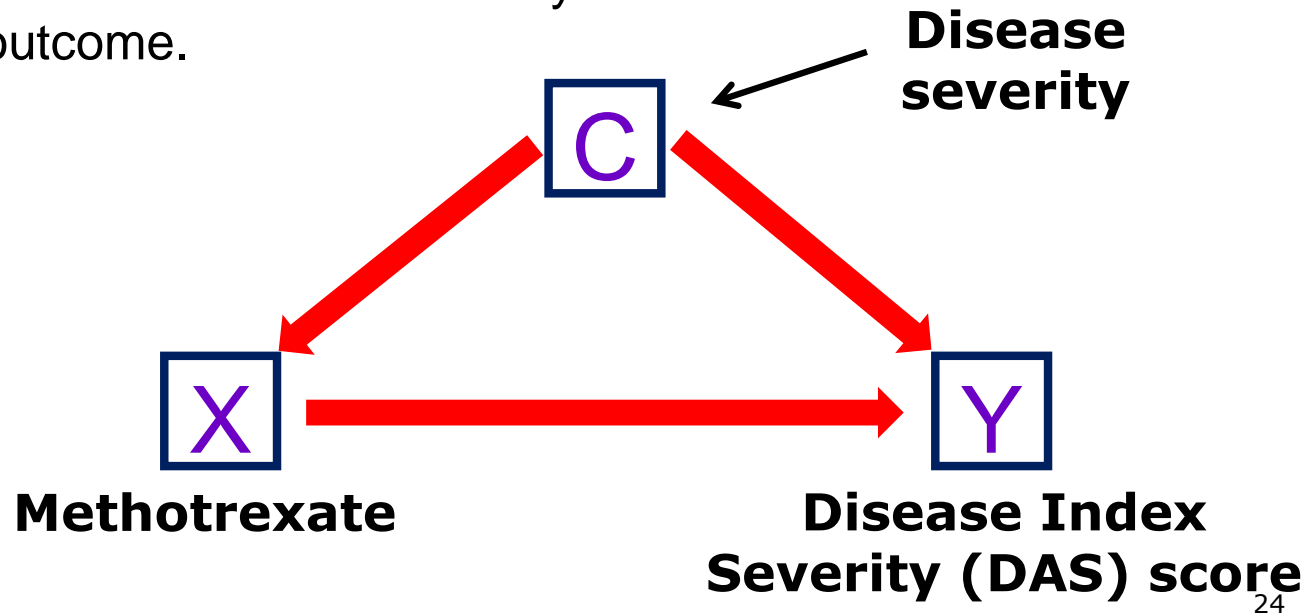 outcome.
Disease
severity
C
X
Y
Methotrexate
Disease Index
Severity (DAS) score
24